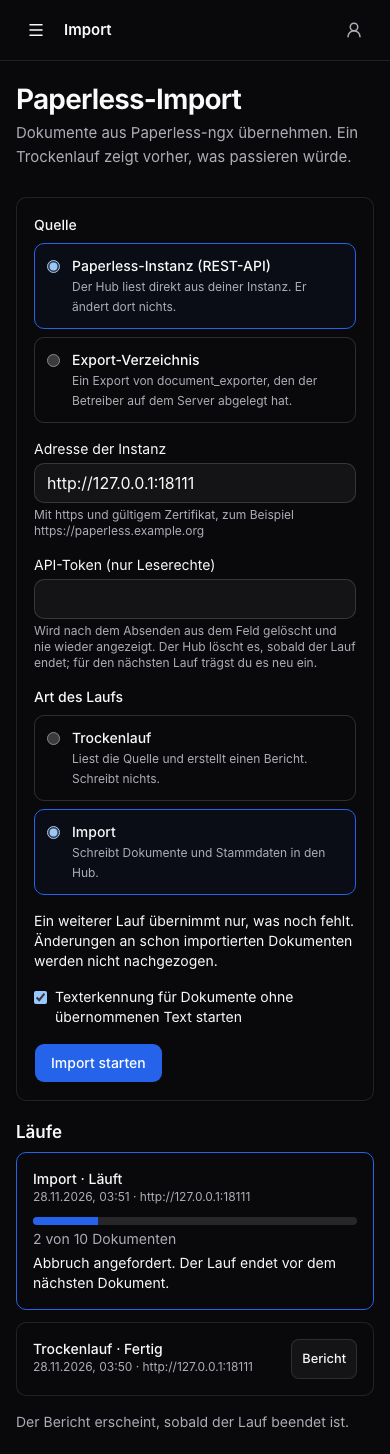 Import
Paperless-Import
Dokumente aus Paperless-ngx übernehmen. Ein
Trockenlauf zeigt vorher, was passieren würde.
Quelle
Paperless-Instanz (REST-API)
Der Hub liest direkt aus deiner Instanz. Er
ändert dort nichts.
Export-Verzeichnis
Ein Export von document_exporter, den der
Betreiber auf dem Server abgelegt hat.
Adresse der Instanz
http://127.0.0.1:18111
Mit https und gültigem Zertifikat, zum Beispiel
https://paperless.example.org
API-Token (nur Leserechte)
Wird nach dem Absenden aus dem Feld gelöscht und
nie wieder angezeigt. Der Hub löscht es, sobald der Lauf
endet; für den nächsten Lauf trägst du es neu ein.
Art des Laufs
Trockenlauf
Liest die Quelle und erstellt einen Bericht.
Schreibt nichts.
Import
Schreibt Dokumente und Stammdaten in den
Hub.
Ein weiterer Lauf übernimmt nur, was noch fehlt.
Änderungen an schon importierten Dokumenten
werden nicht nachgezogen.
Texterkennung für Dokumente ohne
übernommenen Text starten
Import starten
Läufe
Import · Läuft
28.11.2026, 03:51 · http://127.0.0.1:18111
2 von 10 Dokumenten
Abbruch angefordert. Der Lauf endet vor dem
nächsten Dokument.
Trockenlauf · Fertig
28.11.2026, 03:50 · http://127.0.0.1:18111
Bericht
Der Bericht erscheint, sobald der Lauf beendet ist.